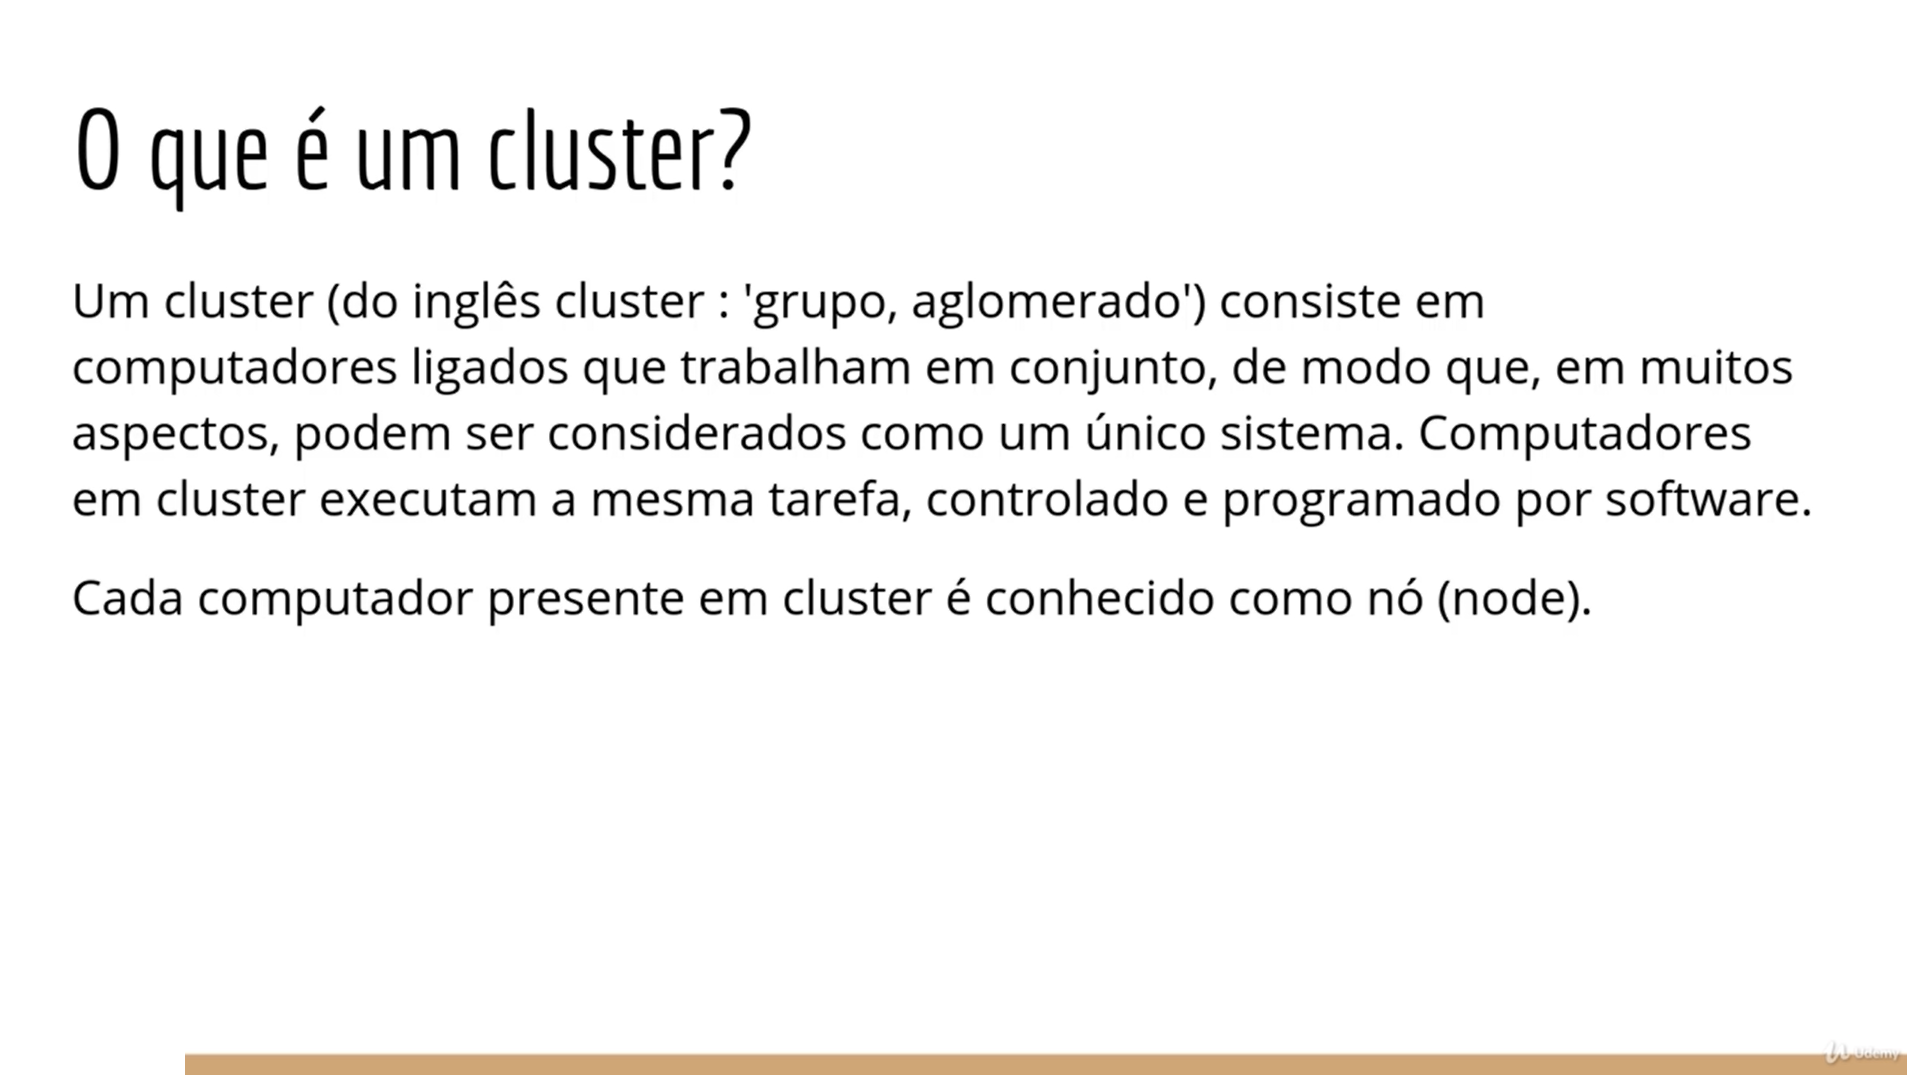 O que é um cluster?
Um cluster (do inglês cluster : 'grupo, aglomerado') consiste em
computadores ligados que trabalham em conjunto, de modo que, em muitos
aspectos, podem ser considerados como um único sistema. Computadores
em cluster executam a mesma tarefa, controlado e programado por software.
Cada computador presente em cluster é conhecido como nó (node).
Udemy